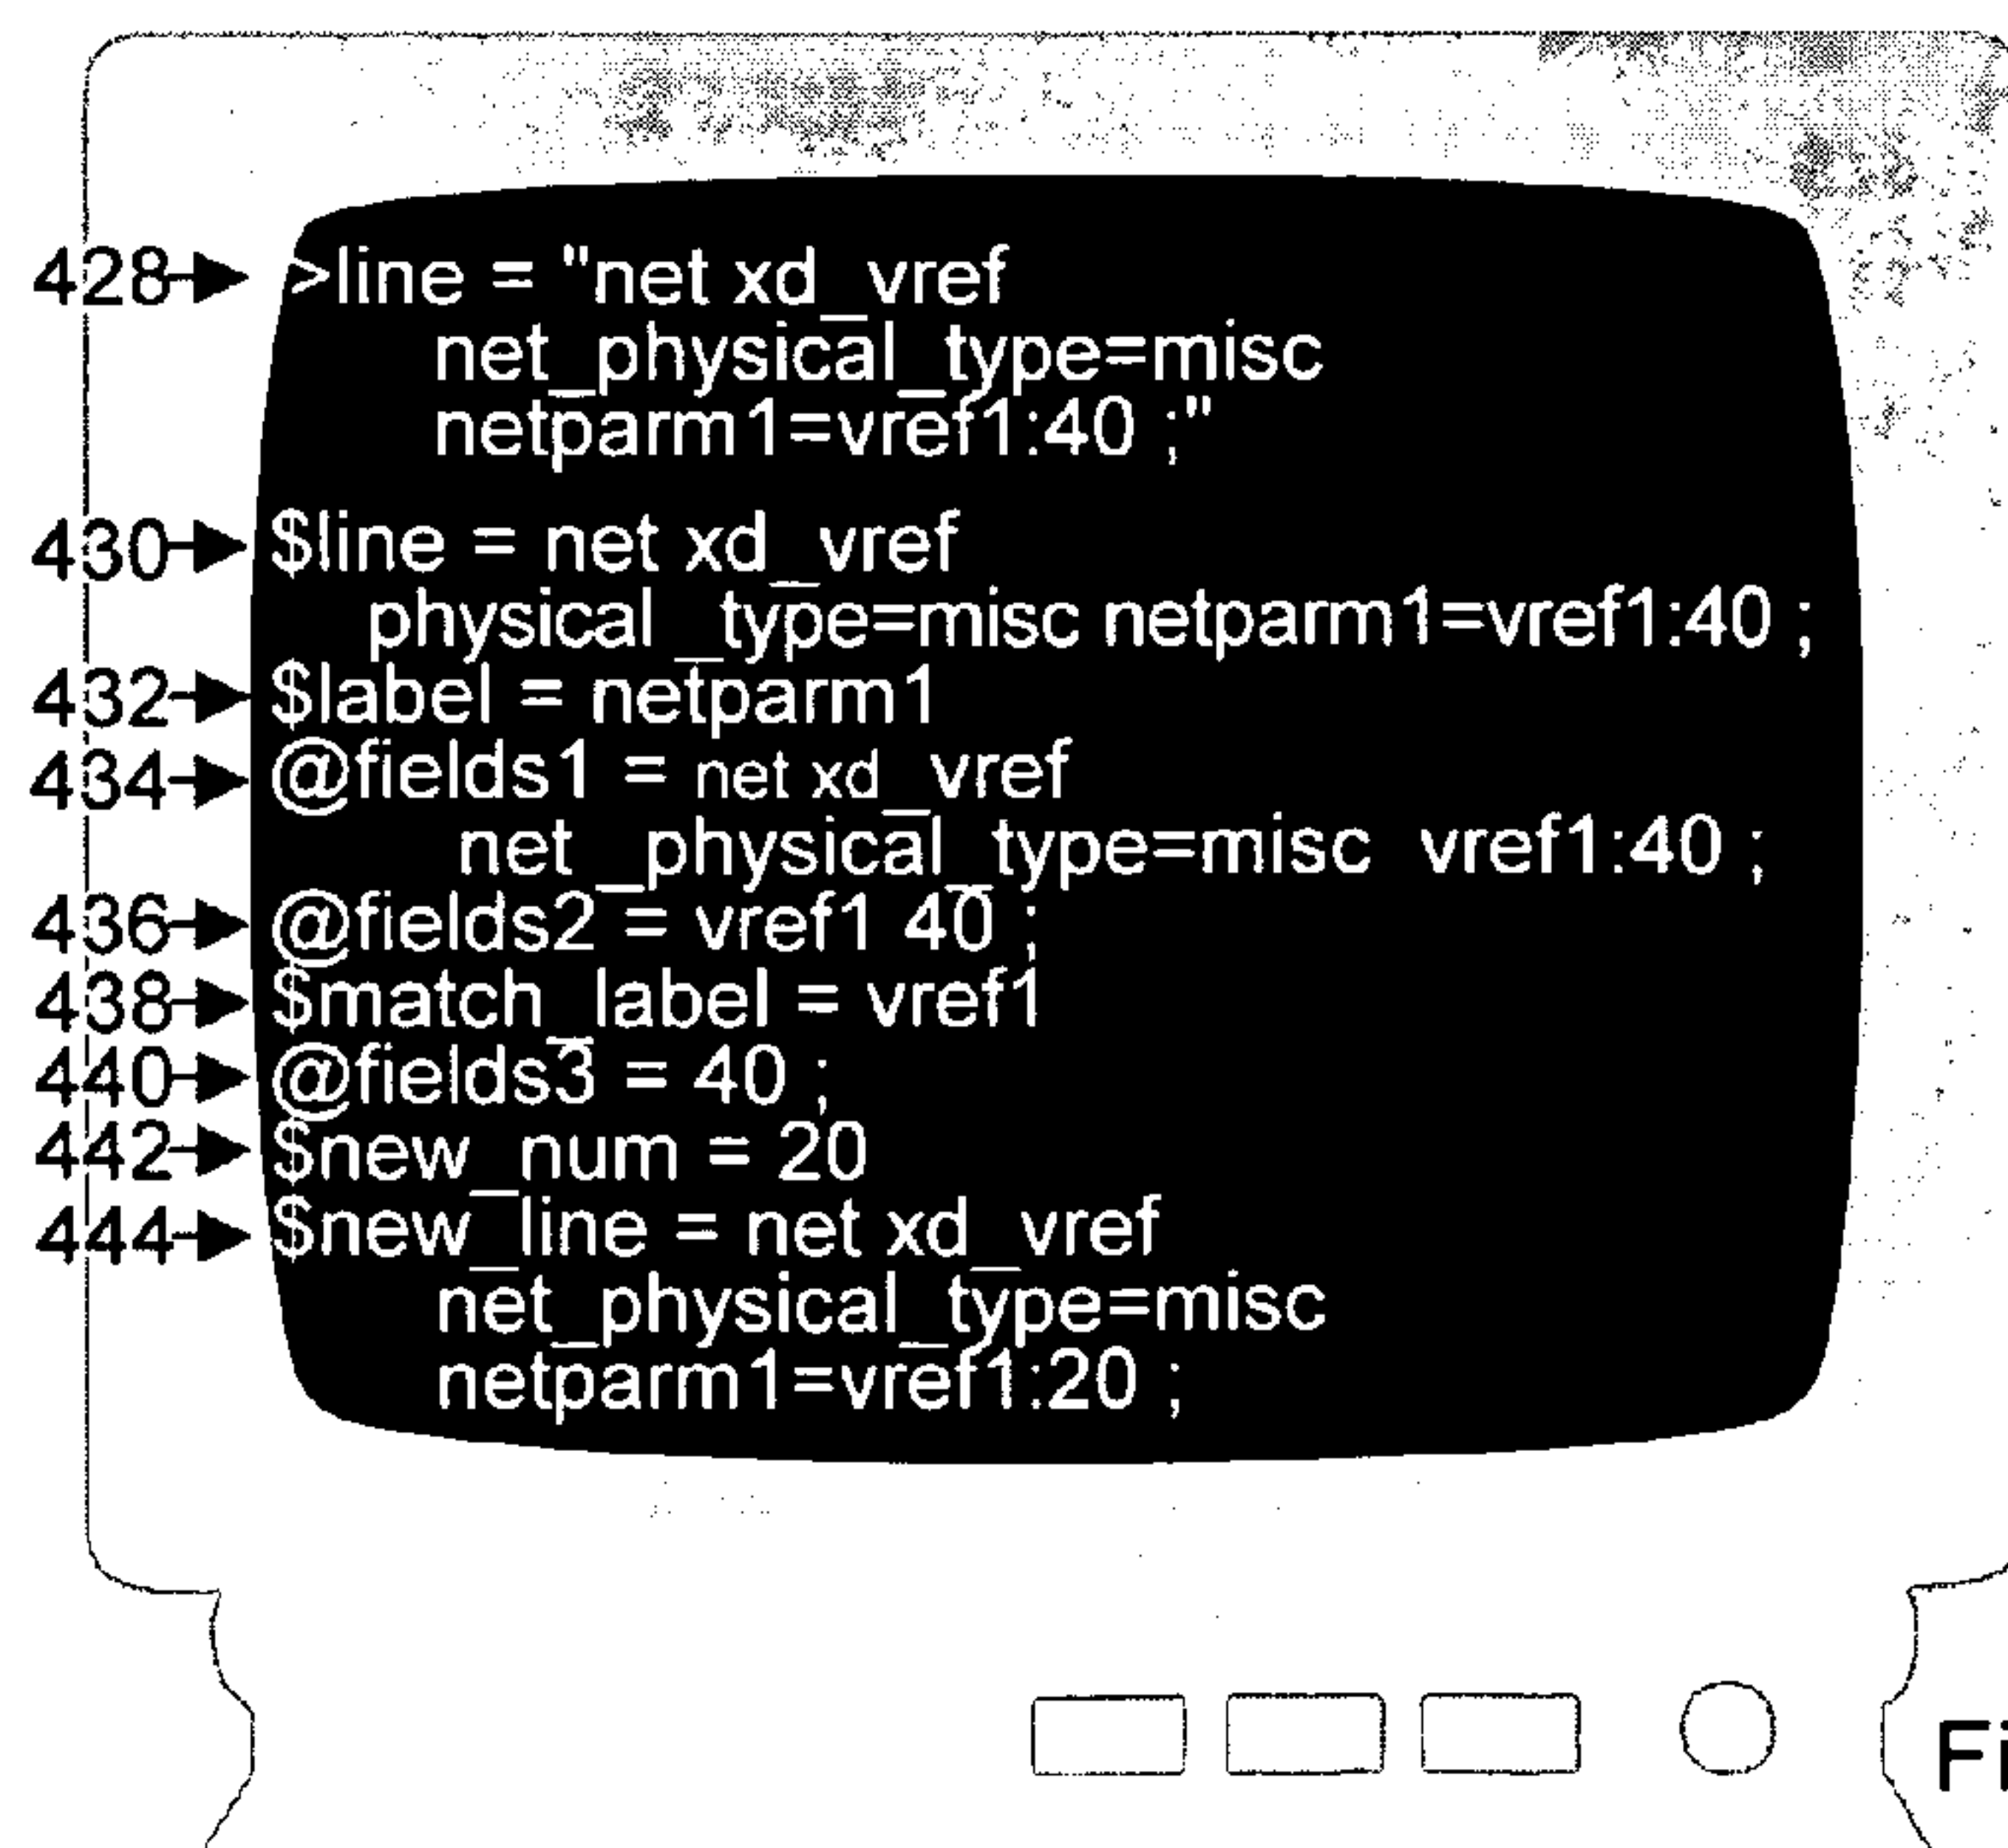 428 >line = "net xd_vref
net_physical_type=misc
netparm1=vref1:40 ;"
430 $line = net xd_vref
physical _type=misc netparm1=vref1:40 ;
432 $label = netparm1
434 @fields1 = net xd_vref
net _physical_type=misc vref1:40 ;
436 @fields2 = vref1 40 ;
438 $match_label = vref1
440 @fields3 = 40 ;
442 $new_num = 20
444 $new_line = net xd_vref
net_physical_type=misc
netparm1=vref1:20 ;